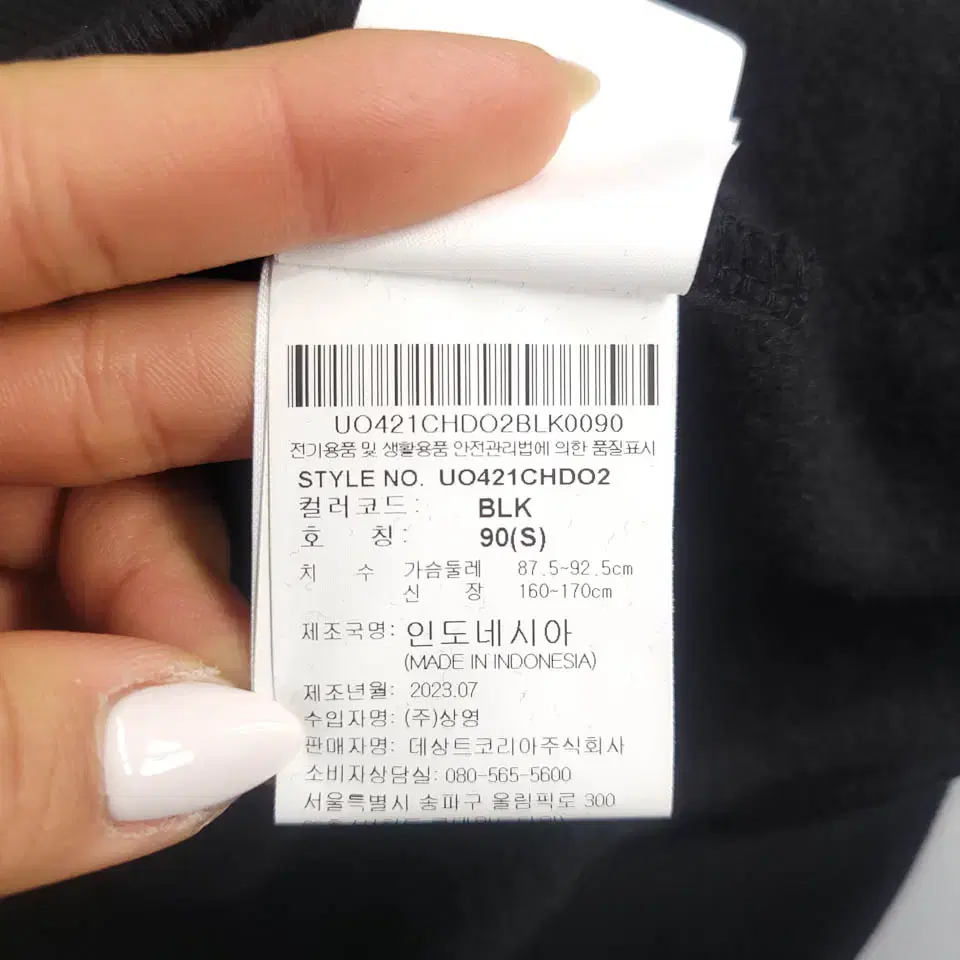 UO421CHDO2BLK0090
전기용품 및 생활용품 안전관리법에 의한 품질표시
STYLE NO. UO421CHDO2
컬러코드: BLK
호 칭: 90(S)
치 수 가슴둘레 87.5~92.5cm
신 장 160~170cm
제조국명: 인도네시아
(MADE IN INDONESIA)
제조년월: 2023.07
수입자명: (주)상영
판매자명: 데상트코리아주식회사
소비자상담실: 080-565-5600
서울특별시 송파구 올림픽로 300